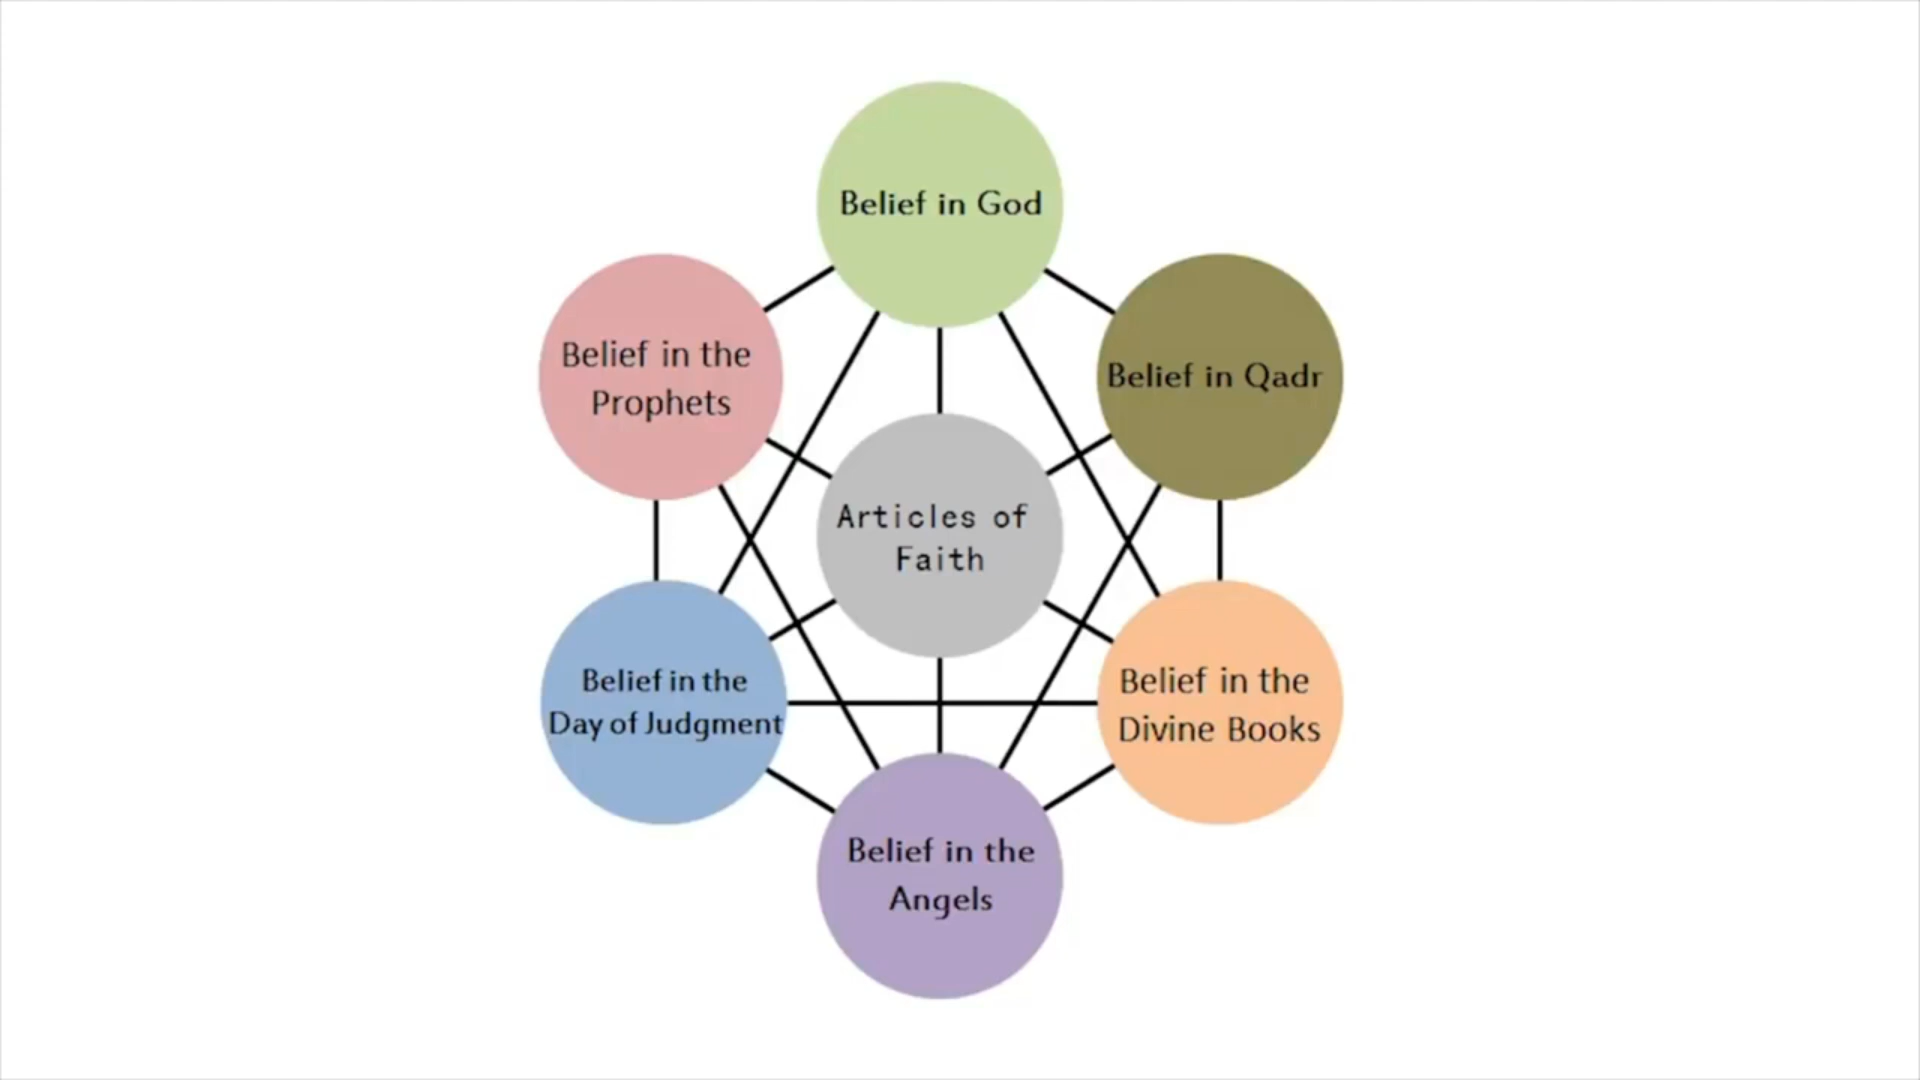 Belief in God
Belief in the
Prophets
Belief in Qadr
Articles of
Faith
Belief in the
Day of Judgment
Belief in the
Divine Books
Belief in the
Angels